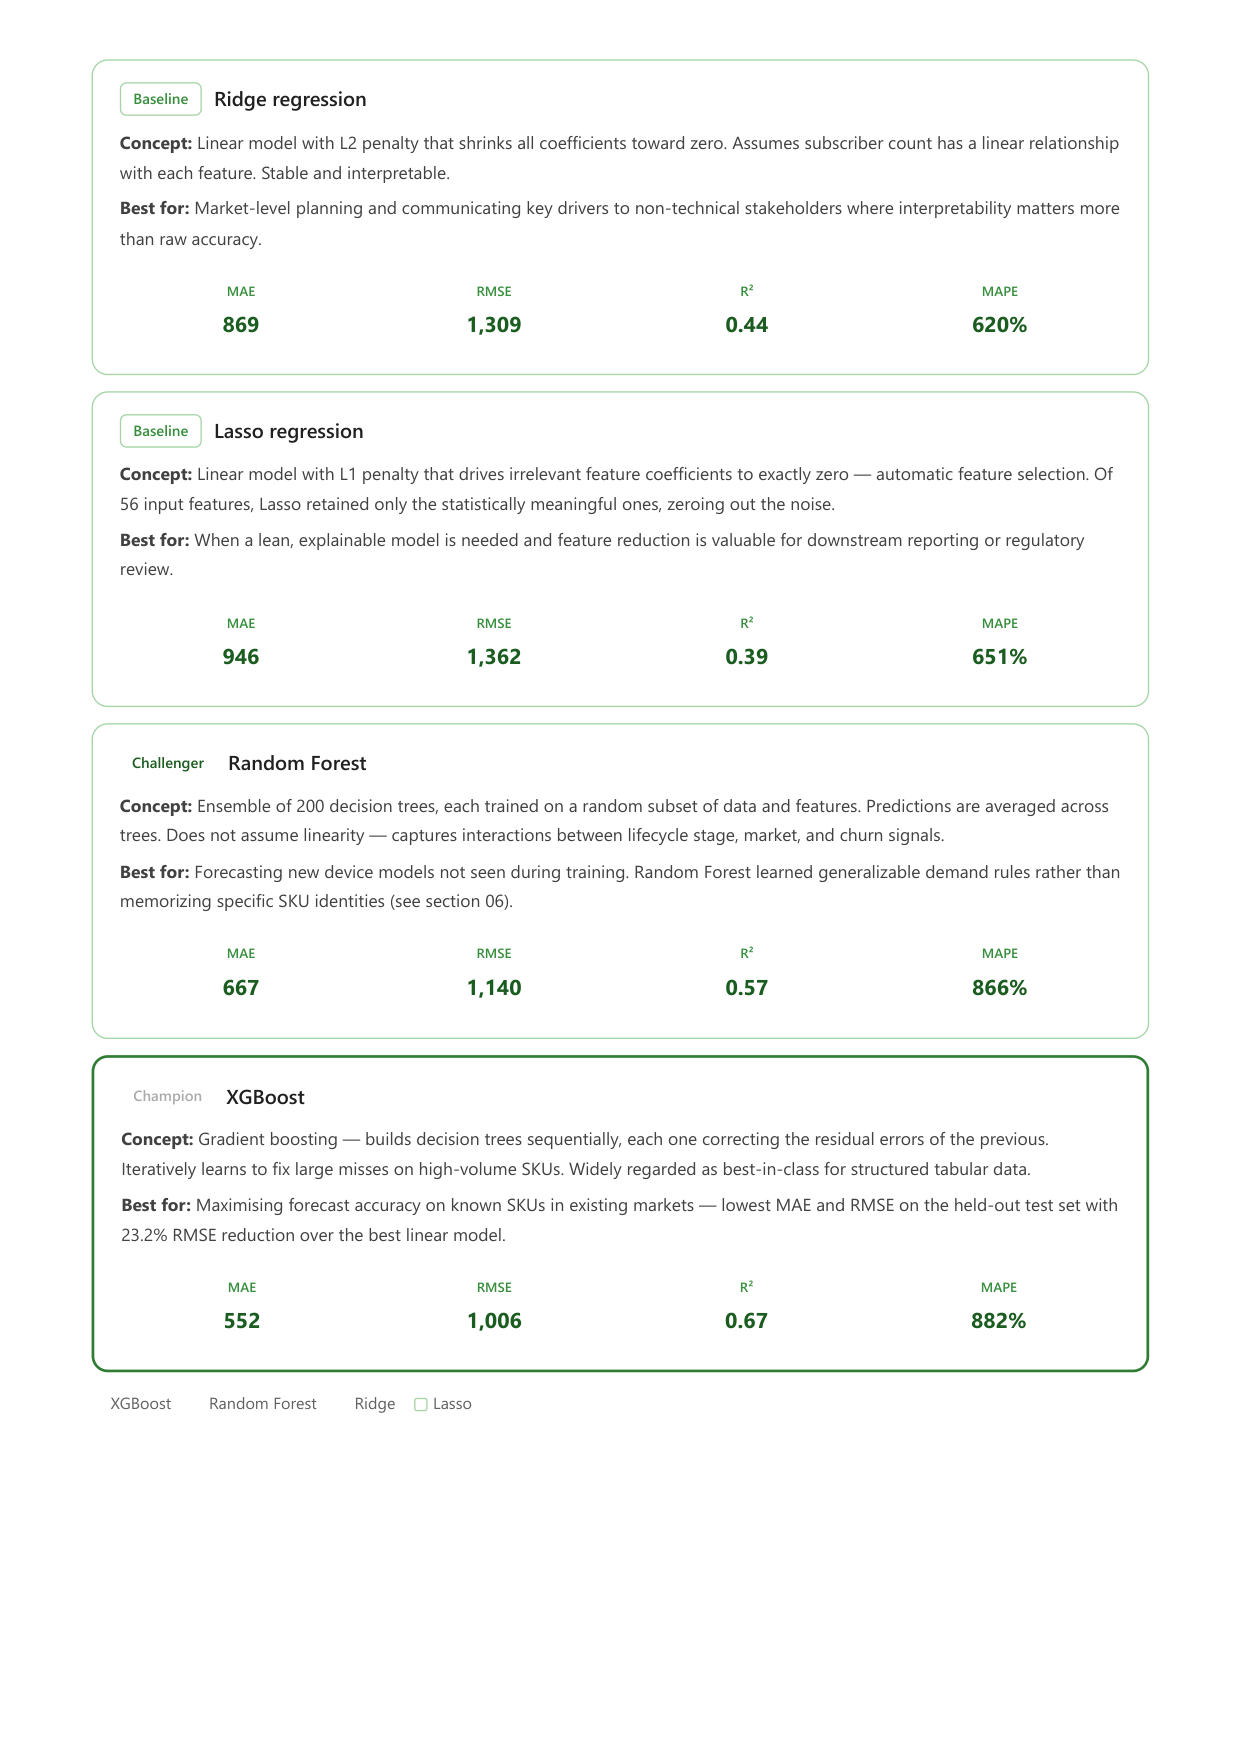 Baseline Ridge regression
Concept: Linear model with L2 penalty that shrinks all coefficients toward zero. Assumes subscriber count has a linear relationship
with each feature. Stable and interpretable.
Best for: Market-level planning and communicating key drivers to non-technical stakeholders where interpretability matters more
than raw accuracy.
MAE RMSE R² MAPE
869 1,309 0.44 620%
Baseline Lasso regression
Concept: Linear model with L1 penalty that drives irrelevant feature coefficients to exactly zero — automatic feature selection. Of
56 input features, Lasso retained only the statistically meaningful ones, zeroing out the noise.
Best for: When a lean, explainable model is needed and feature reduction is valuable for downstream reporting or regulatory
review.
MAE RMSE R² MAPE
946 1,362 0.39 651%
Challenger Random Forest
Concept: Ensemble of 200 decision trees, each trained on a random subset of data and features. Predictions are averaged across
trees. Does not assume linearity — captures interactions between lifecycle stage, market, and churn signals.
Best for: Forecasting new device models not seen during training. Random Forest learned generalizable demand rules rather than
memorizing specific SKU identities (see section 06).
MAE RMSE R² MAPE
667 1,140 0.57 866%
Champion XGBoost
Concept: Gradient boosting — builds decision trees sequentially, each one correcting the residual errors of the previous.
Iteratively learns to fix large misses on high-volume SKUs. Widely regarded as best-in-class for structured tabular data.
Best for: Maximising forecast accuracy on known SKUs in existing markets — lowest MAE and RMSE on the held-out test set with
23.2% RMSE reduction over the best linear model.
MAE RMSE R² MAPE
552 1,006 0.67 882%
XGBoost Random Forest Ridge Lasso